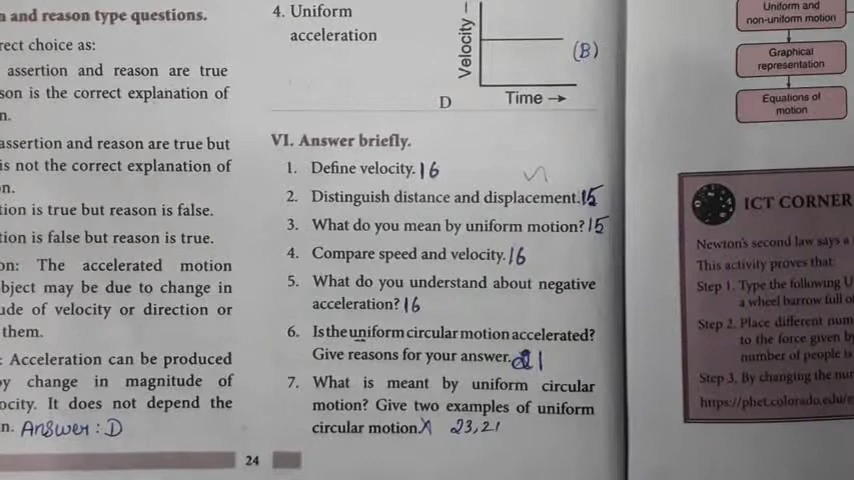 n and reason type questions.
rrect choice as:
assertion and reason are true
son is the correct explanation of
n.
assertion and reason are true but
is not the correct explanation of
n.
tion is true but reason is false.
tion is false but reason is true.
on: The accelerated motion
bject may be due to change in
ude of velocity or direction or
them.
: Acceleration can be produced
by change in magnitude of
ocity. It does not depend the
n. Answer : D
24
4. Uniform
acceleration
Velocity
(B)
D
Time
VI. Answer briefly.
1. Define velocity. 16
2. Distinguish distance and displacement. 15
3. What do you mean by uniform motion? 15
4. Compare speed and velocity. 16
5. What do you understand about negative
acceleration? 16
6. Is the uniform circular motion accelerated?
Give reasons for your answer. 21
7. What is meant by uniform circular
motion? Give two examples of uniform
circular motion. 23, 21
Uniform and
non-uniform motion
Graphical
representation
Equations of
motion
ICT CORNER
Newton's second law says a
This activity proves that:
Step 1. Type the following U
a wheel barrow full of
Step 2. Place different num
to the force given by
number of people is
Step 3. By changing the nu
https://phet.colorado.edu/e